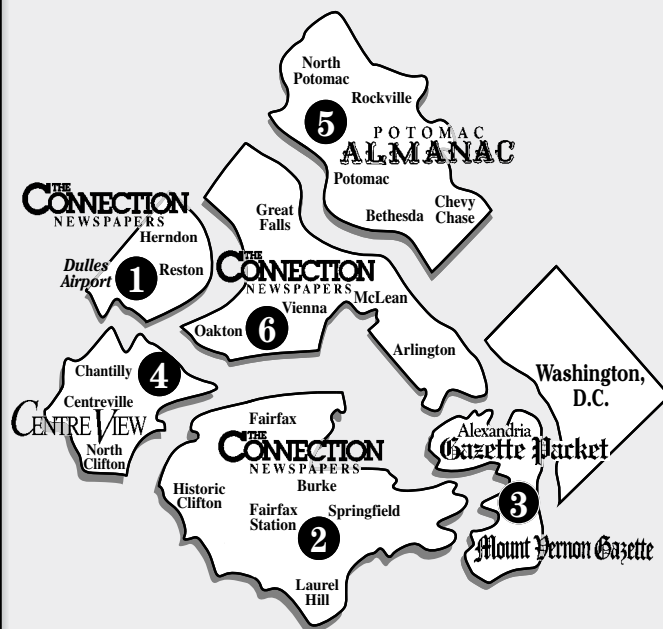 North
Potomac
Rockville
5
POTOMAC
ALMANAC
Potomac
Bethesda
Chevy
Chase
THE
CONNECTION
NEWSPAPERS
Herndon
Dulles
Airport
1
Reston
Great
Falls
THE
CONNECTION
NEWSPAPERS
Vienna
McLean
Oakton
6
Arlington
Washington,
D.C.
Chantilly
4
Centreville
CENTRE VIEW
North
Clifton
Fairfax
THE
CONNECTION
NEWSPAPERS
Burke
Historic
Clifton
Fairfax
Station
Springfield
2
Laurel
Hill
Alexandria
Gazette Packet
3
Mount Vernon Gazette